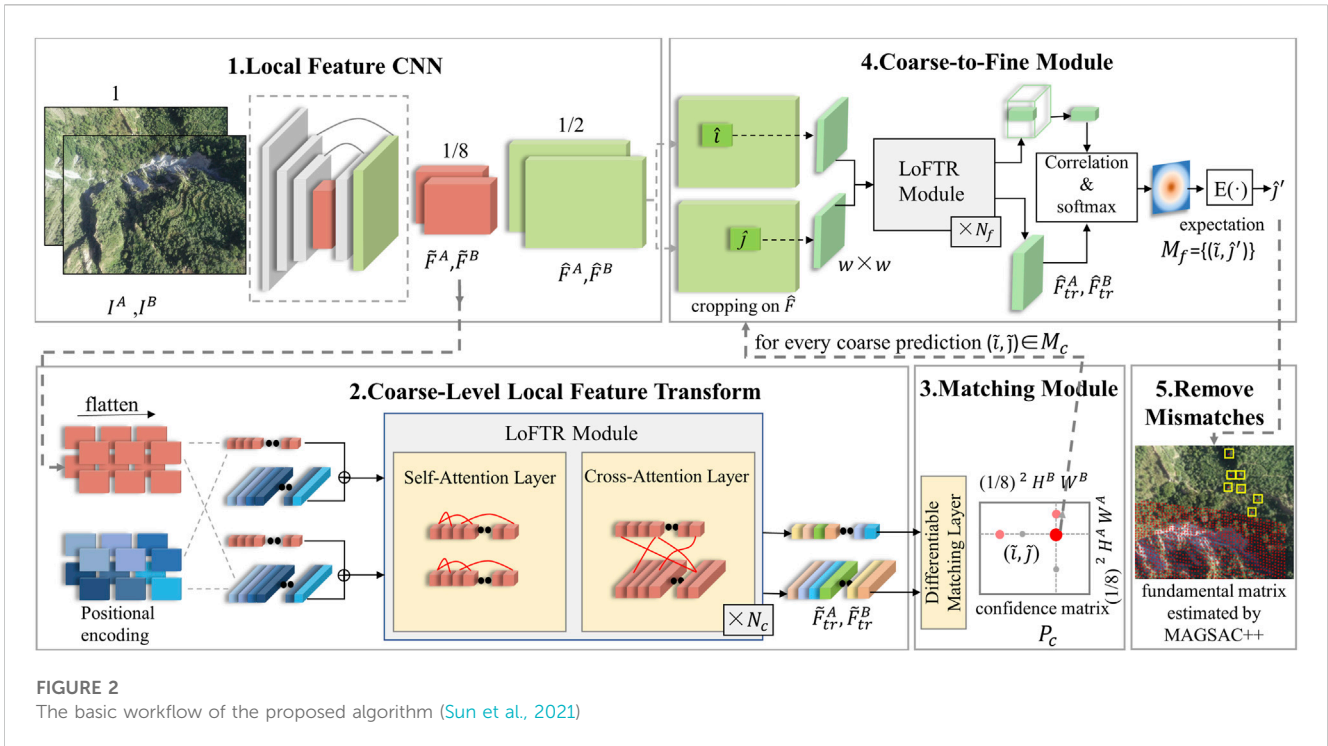 1.Local Feature CNN
1
1/8
1/2
I^A ,I^B
F̃^A,F̃^B
F̂^A,F̂^B
4.Coarse-to-Fine Module
î
ĵ
cropping on F̂
w×w
LoFTR
Module
×N_f
Correlation
&
softmax
E(·)
ĵ′
expectation
M_f={(ĩ,ĵ′)}
F̂_tr^A, F̂_tr^B
for every coarse prediction (ĩ,j̃)∈M_c
2.Coarse-Level Local Feature Transform
flatten
Positional
encoding
LoFTR Module
Self-Attention Layer
Cross-Attention Layer
×N_c
F̃_tr^A, F̃_tr^B
3.Matching Module
Differentiable
Matching Layer
(1/8) ² H^B W^B
(1/8) ² H^A W^A
(ĩ,j̃)
confidence matrix
P_c
5.Remove
Mismatches
fundamental matrix
estimated by
MAGSAC++
FIGURE 2
The basic workflow of the proposed algorithm (Sun et al., 2021)